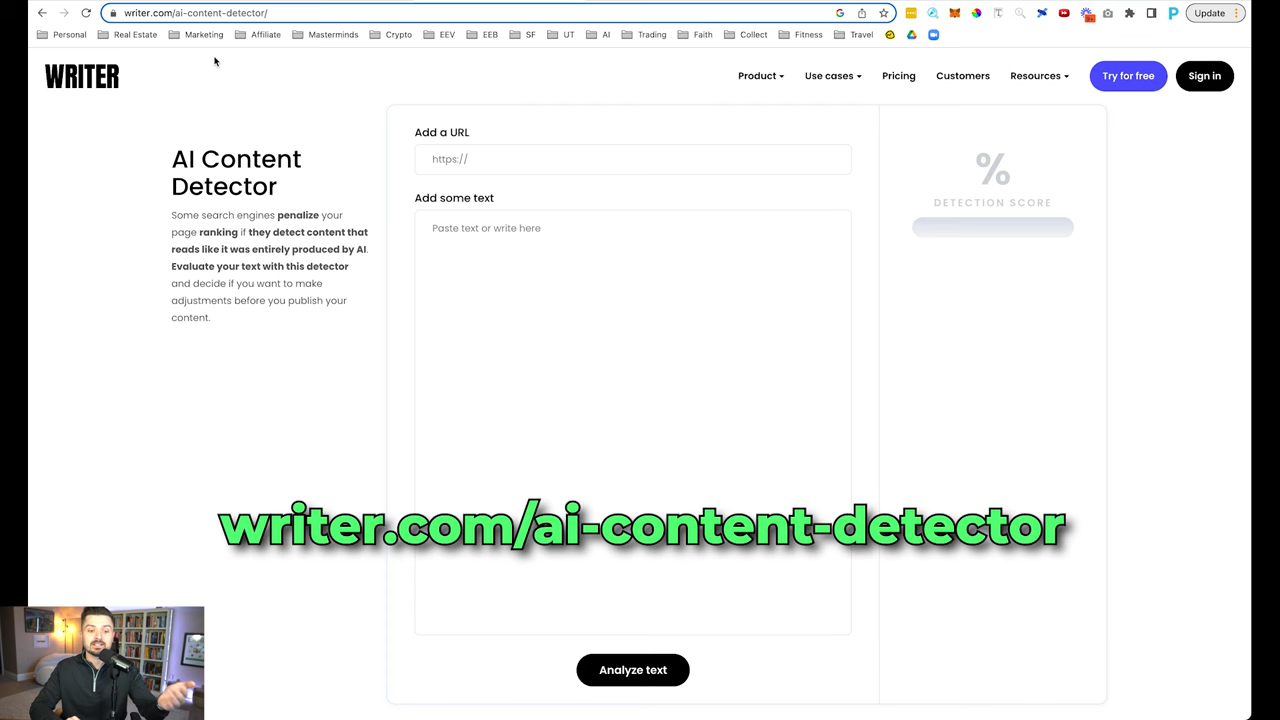 writer.com/ai-content-detector/
Update
Personal
Real Estate
Marketing
Affiliate
Masterminds
Crypto
EEV
EEB
SF
UT
AI
Trading
Faith
Collect
Fitness
Travel
WRITER
Product
Use cases
Pricing
Customers
Resources
Try for free
Sign in
AI Content
Detector
Some search engines penalize your
page ranking if they detect content that
reads like it was entirely produced by AI.
Evaluate your text with this detector
and decide if you want to make
adjustments before you publish your
content.
Add a URL
https://
Add some text
Paste text or write here
%
DETECTION SCORE
writer.com/ai-content-detector
Analyze text